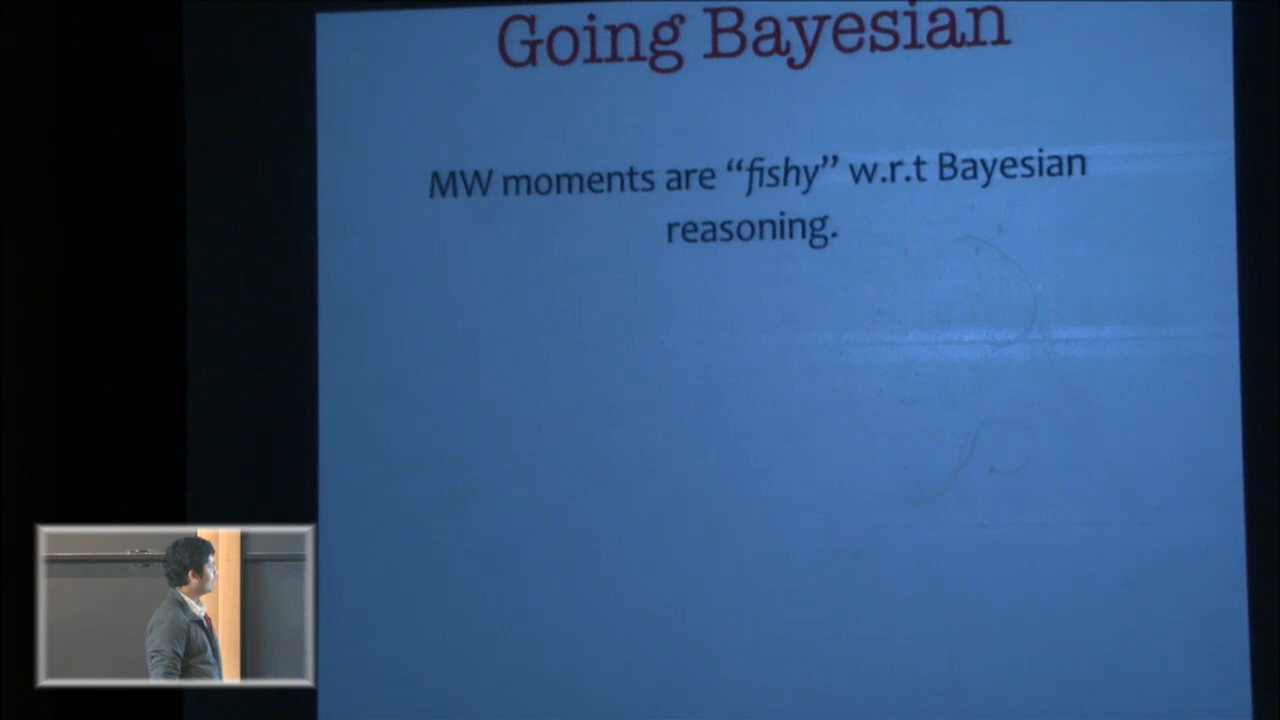 Going Bayesian
MW moments are “fishy” w.r.t Bayesian
reasoning.